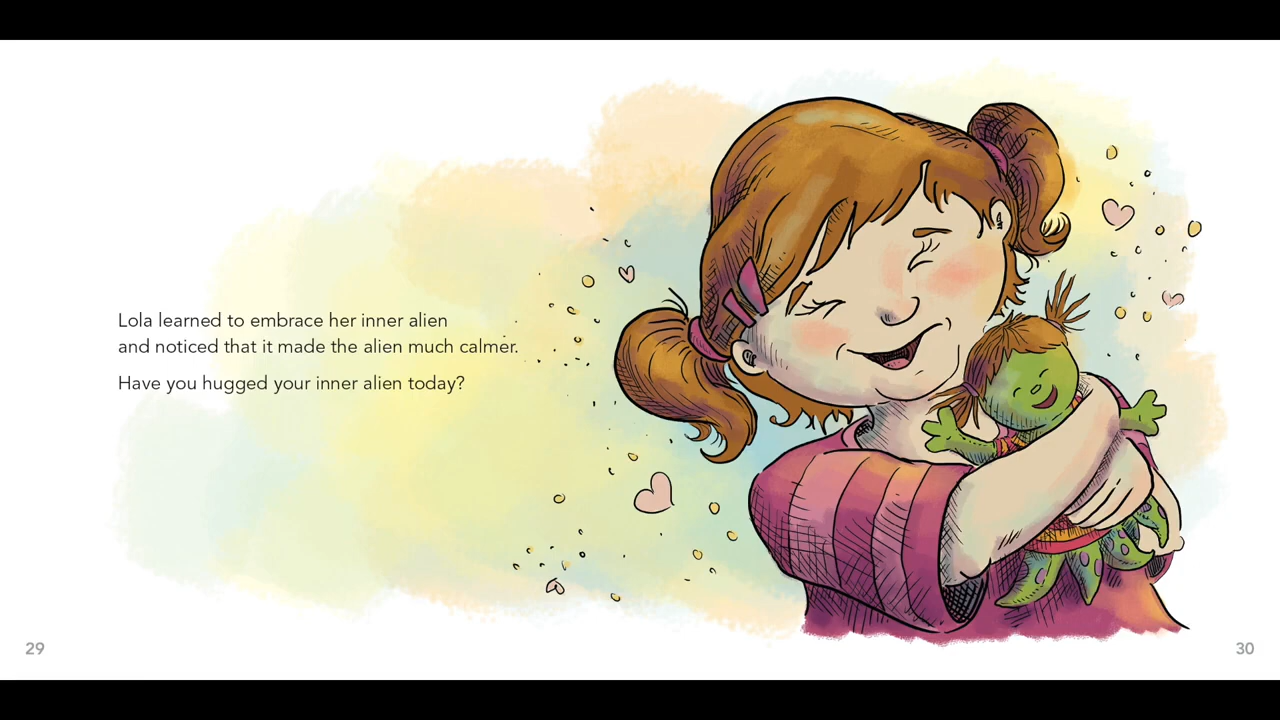 Lola learned to embrace her inner alien
and noticed that it made the alien much calmer.
Have you hugged your inner alien today?
29
30